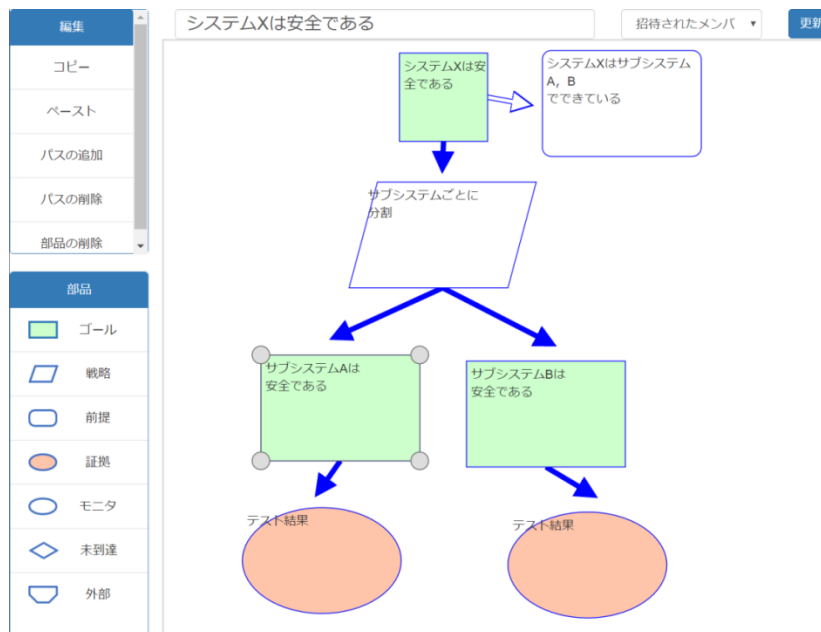 編集
コピー
ペースト
パスの追加
パスの削除
部品の削除
部品
ゴール
戦略
前提
証拠
モニタ
未到達
外部
システムXは安全である
招待されたメンバ
更新
システムXは安
全である
システムXはサブシステム
A，B
でできている
サブシステムごとに
分割
サブシステムAは
安全である
サブシステムBは
安全である
テスト結果
テスト結果